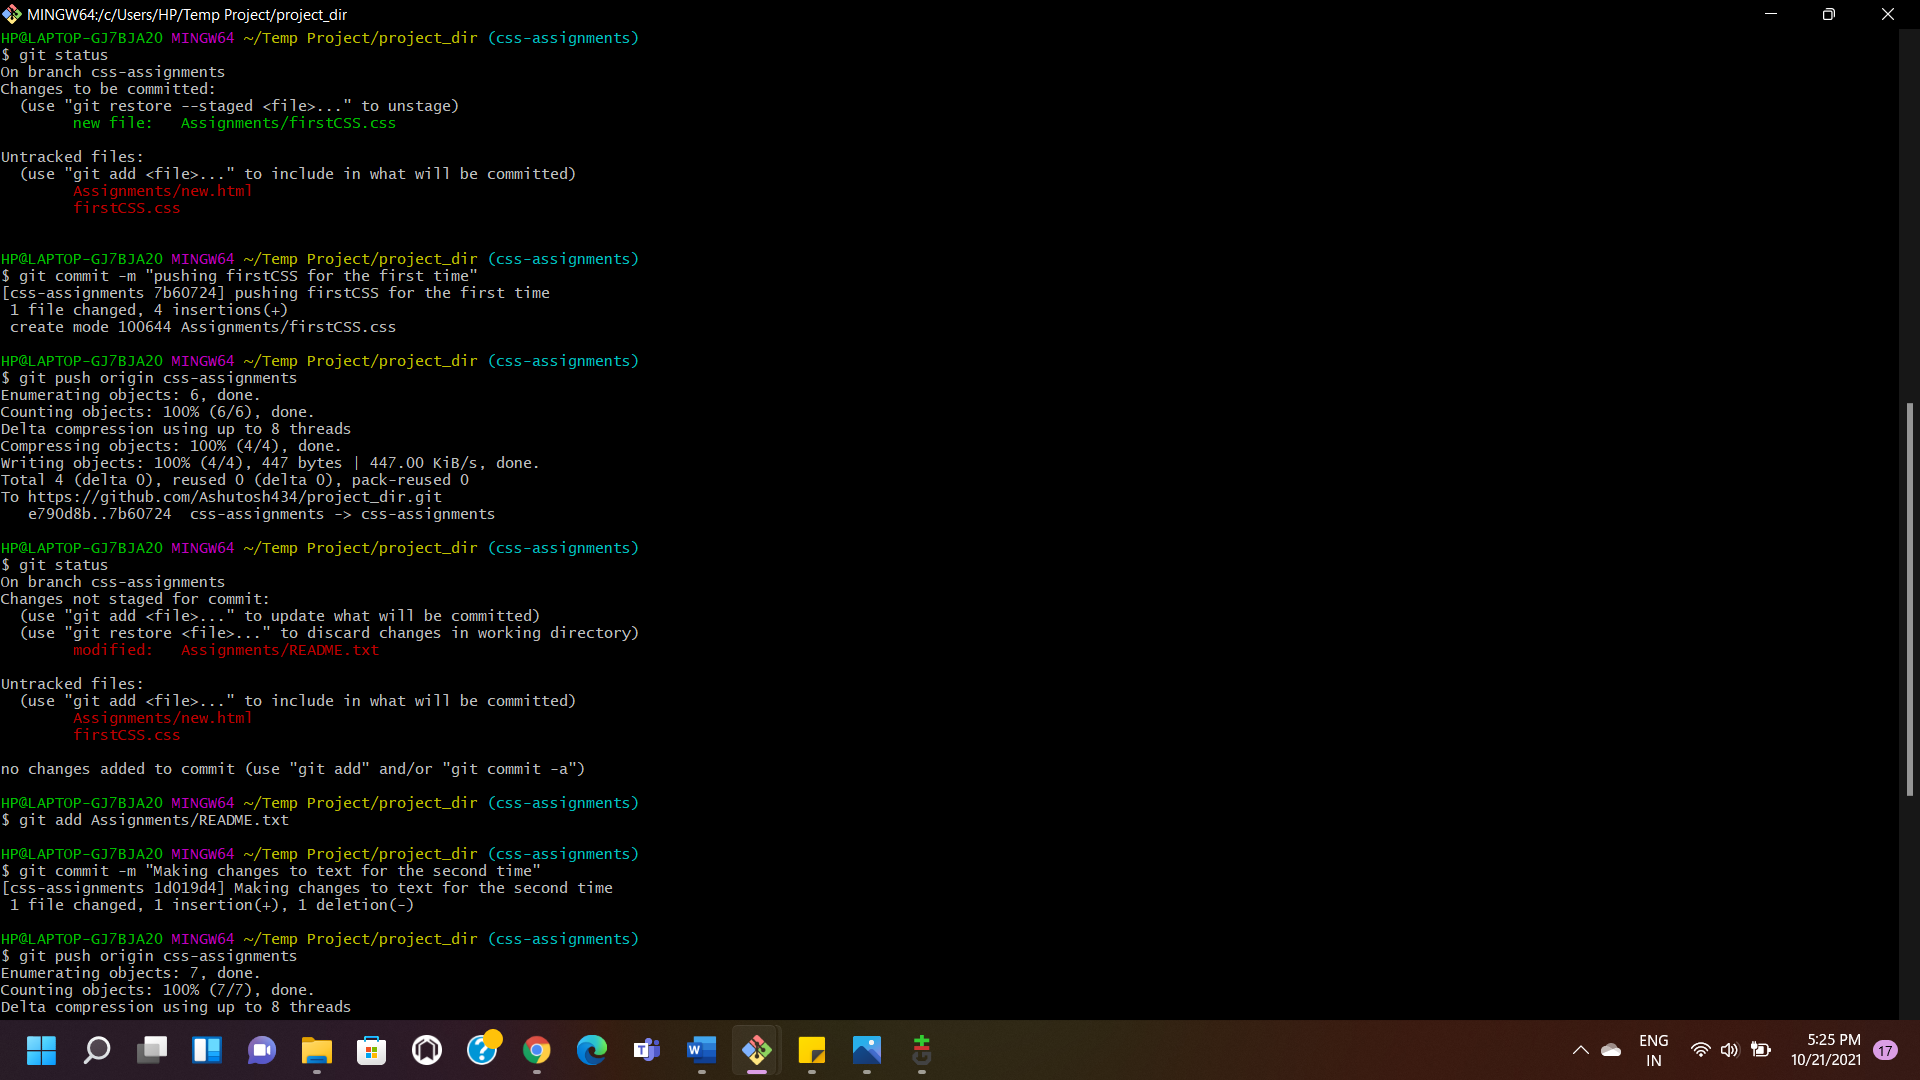 MINGW64:/c/Users/HP/Temp Project/project_dir
HP@LAPTOP-GJ7BJA2O MINGW64 ~/Temp Project/project_dir (css-assignments)
$ git status
On branch css-assignments
Changes to be committed:
  (use "git restore --staged <file>..." to unstage)
        new file:   Assignments/firstCSS.css

Untracked files:
  (use "git add <file>..." to include in what will be committed)
        Assignments/new.html
        firstCSS.css

HP@LAPTOP-GJ7BJA2O MINGW64 ~/Temp Project/project_dir (css-assignments)
$ git commit -m "pushing firstCSS for the first time"
[css-assignments 7b60724] pushing firstCSS for the first time
 1 file changed, 4 insertions(+)
 create mode 100644 Assignments/firstCSS.css

HP@LAPTOP-GJ7BJA2O MINGW64 ~/Temp Project/project_dir (css-assignments)
$ git push origin css-assignments
Enumerating objects: 6, done.
Counting objects: 100% (6/6), done.
Delta compression using up to 8 threads
Compressing objects: 100% (4/4), done.
Writing objects: 100% (4/4), 447 bytes | 447.00 KiB/s, done.
Total 4 (delta 0), reused 0 (delta 0), pack-reused 0
To https://github.com/Ashutosh434/project_dir.git
   e790d8b..7b60724  css-assignments -> css-assignments

HP@LAPTOP-GJ7BJA2O MINGW64 ~/Temp Project/project_dir (css-assignments)
$ git status
On branch css-assignments
Changes not staged for commit:
  (use "git add <file>..." to update what will be committed)
  (use "git restore <file>..." to discard changes in working directory)
        modified:   Assignments/README.txt

Untracked files:
  (use "git add <file>..." to include in what will be committed)
        Assignments/new.html
        firstCSS.css

no changes added to commit (use "git add" and/or "git commit -a")

HP@LAPTOP-GJ7BJA2O MINGW64 ~/Temp Project/project_dir (css-assignments)
$ git add Assignments/README.txt

HP@LAPTOP-GJ7BJA2O MINGW64 ~/Temp Project/project_dir (css-assignments)
$ git commit -m "Making changes to text for the second time"
[css-assignments 1d019d4] Making changes to text for the second time
 1 file changed, 1 insertion(+), 1 deletion(-)

HP@LAPTOP-GJ7BJA2O MINGW64 ~/Temp Project/project_dir (css-assignments)
$ git push origin css-assignments
Enumerating objects: 7, done.
Counting objects: 100% (7/7), done.
Delta compression using up to 8 threads
ENG
IN
5:25 PM
10/21/2021
17